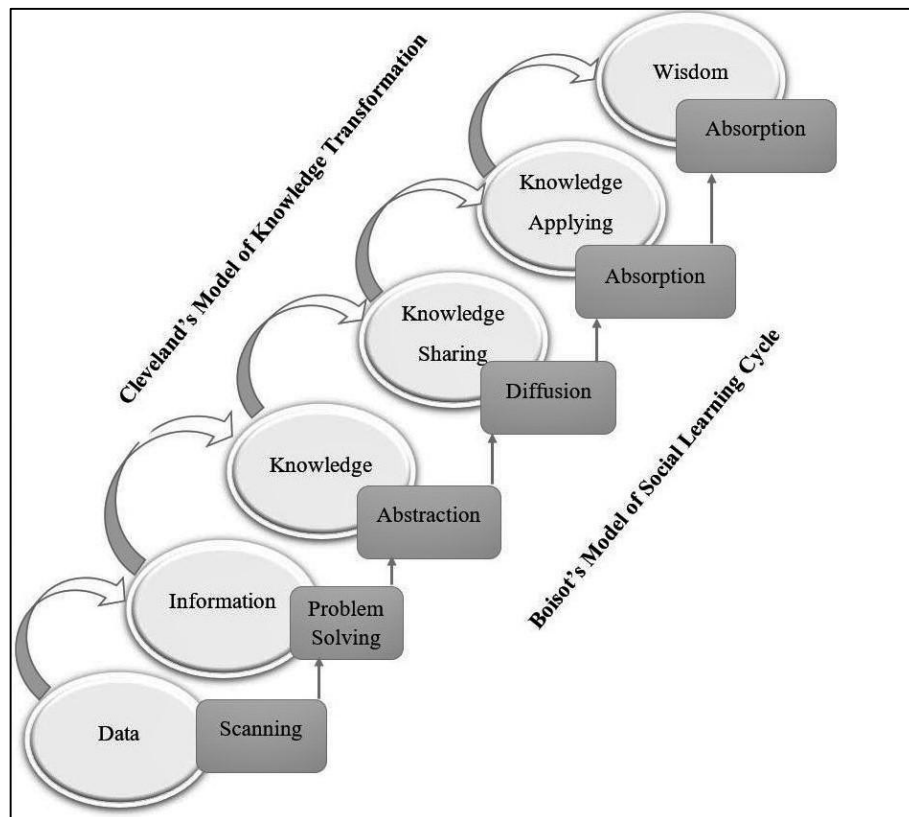 Wisdom
Absorption
Knowledge
Applying
Absorption
Knowledge
Sharing
Diffusion
Knowledge
Abstraction
Information
Problem
Solving
Data
Scanning
Cleveland's Model of Knowledge Transformation
Boisot's Model of Social Learning Cycle